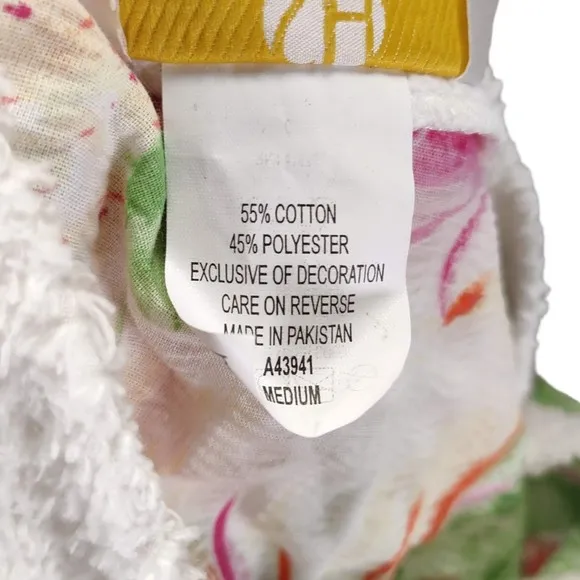 H
55% COTTON
45% POLYESTER
EXCLUSIVE OF DECORATION
CARE ON REVERSE
MADE IN PAKISTAN
A43941
MEDIUM